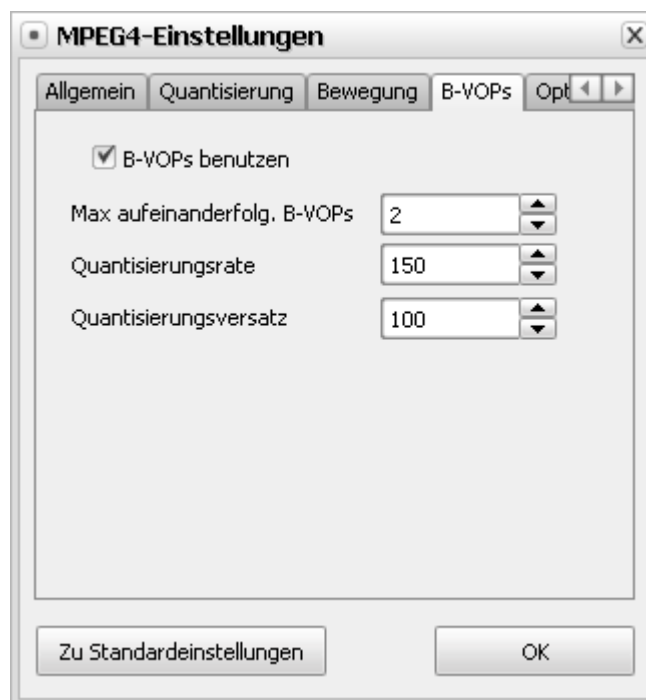 MPEG4-Einstellungen
Allgemein Quantisierung Bewegung B-VOPs Opt
B-VOPs benutzen
Max aufeinanderfolg. B-VOPs 2
Quantisierungsrate 150
Quantisierungsversatz 100
Zu Standardeinstellungen OK